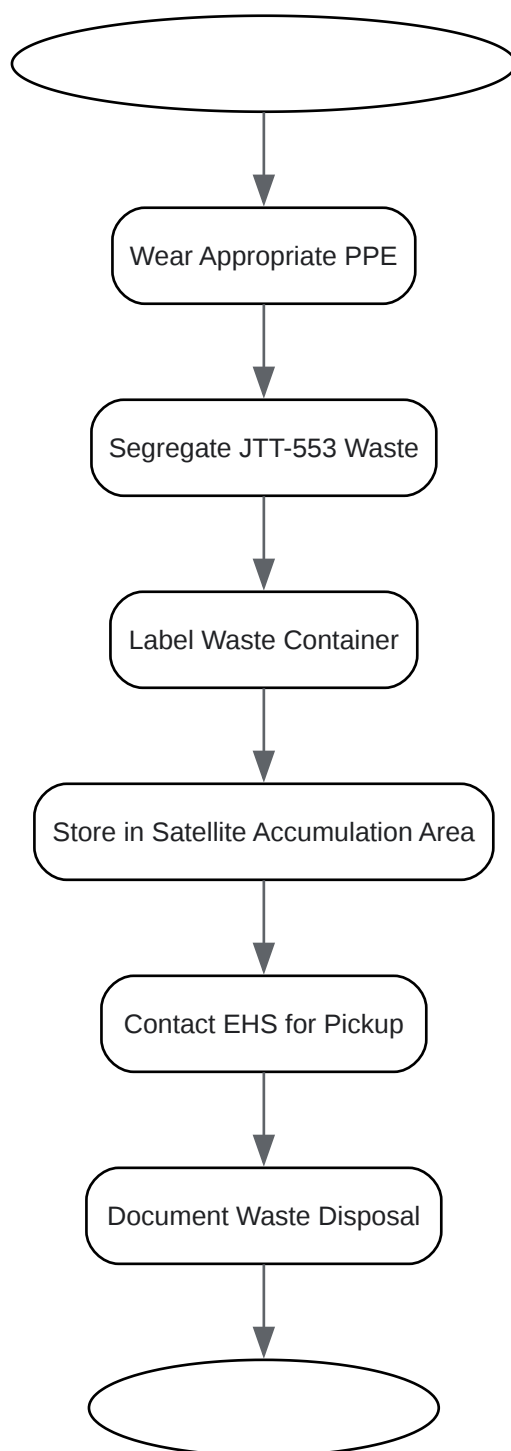 Wear Appropriate PPE
Segregate JTT-553 Waste
Label Waste Container
Store in Satellite Accumulation Area
Contact EHS for Pickup
Document Waste Disposal